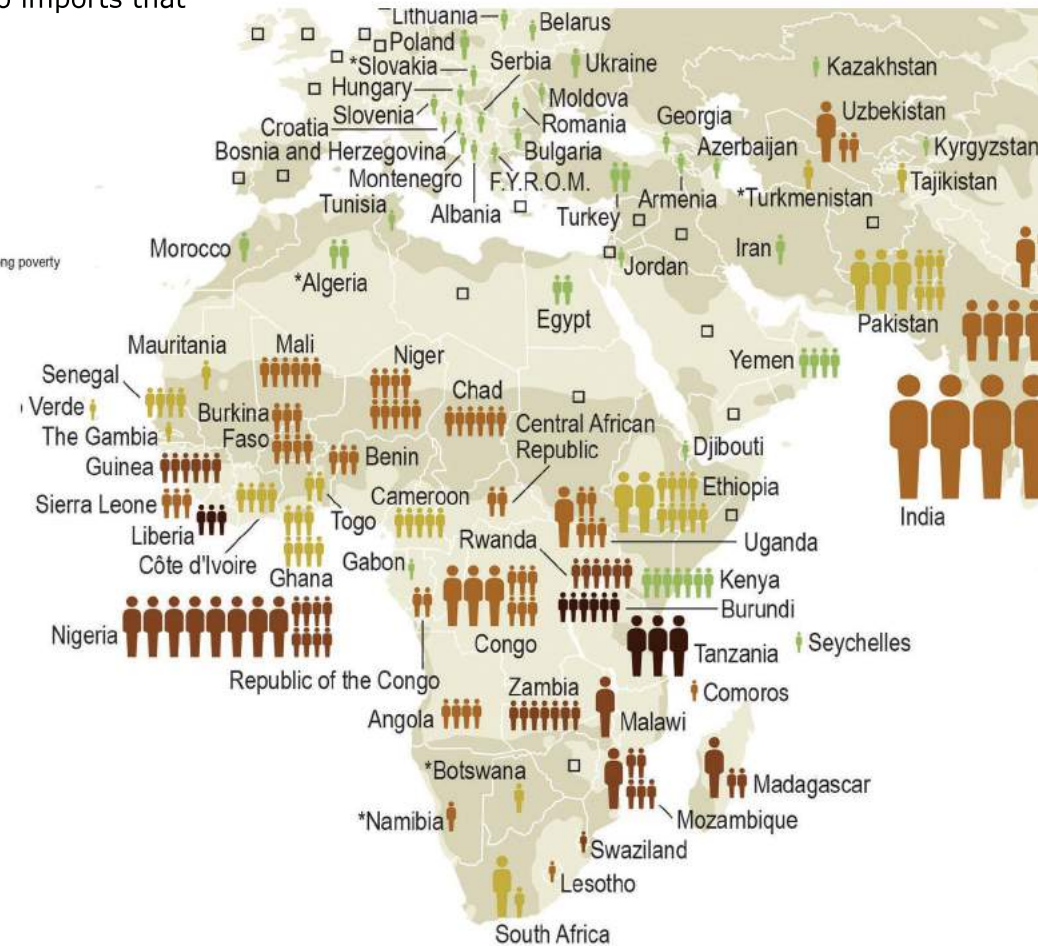 o imports that
Lithuania
Belarus
Poland
*Slovakia
Serbia
Ukraine
Kazakhstan
Hungary
Moldova
Slovenia
Romania
Georgia
Uzbekistan
Croatia
Azerbaijan
Kyrgyzstan
Bosnia and Herzegovina
Bulgaria
Montenegro
F.Y.R.O.M.
Armenia
*Turkmenistan
Tajikistan
Tunisia
Albania
Turkey
Morocco
Iran
Jordan
ng poverty
*Algeria
Egypt
Pakistan
Mauritania
Mali
Niger
Yemen
Senegal
Chad
Verde
Burkina
Faso
Central African
Republic
The Gambia
Djibouti
Guinea
Benin
Ethiopia
Sierra Leone
Cameroon
India
Liberia
Togo
Rwanda
Uganda
Côte d'Ivoire
Gabon
Ghana
Kenya
Burundi
Nigeria
Congo
Tanzania
Seychelles
Republic of the Congo
Zambia
Comoros
Angola
Malawi
*Botswana
Madagascar
*Namibia
Mozambique
Swaziland
Lesotho
South Africa